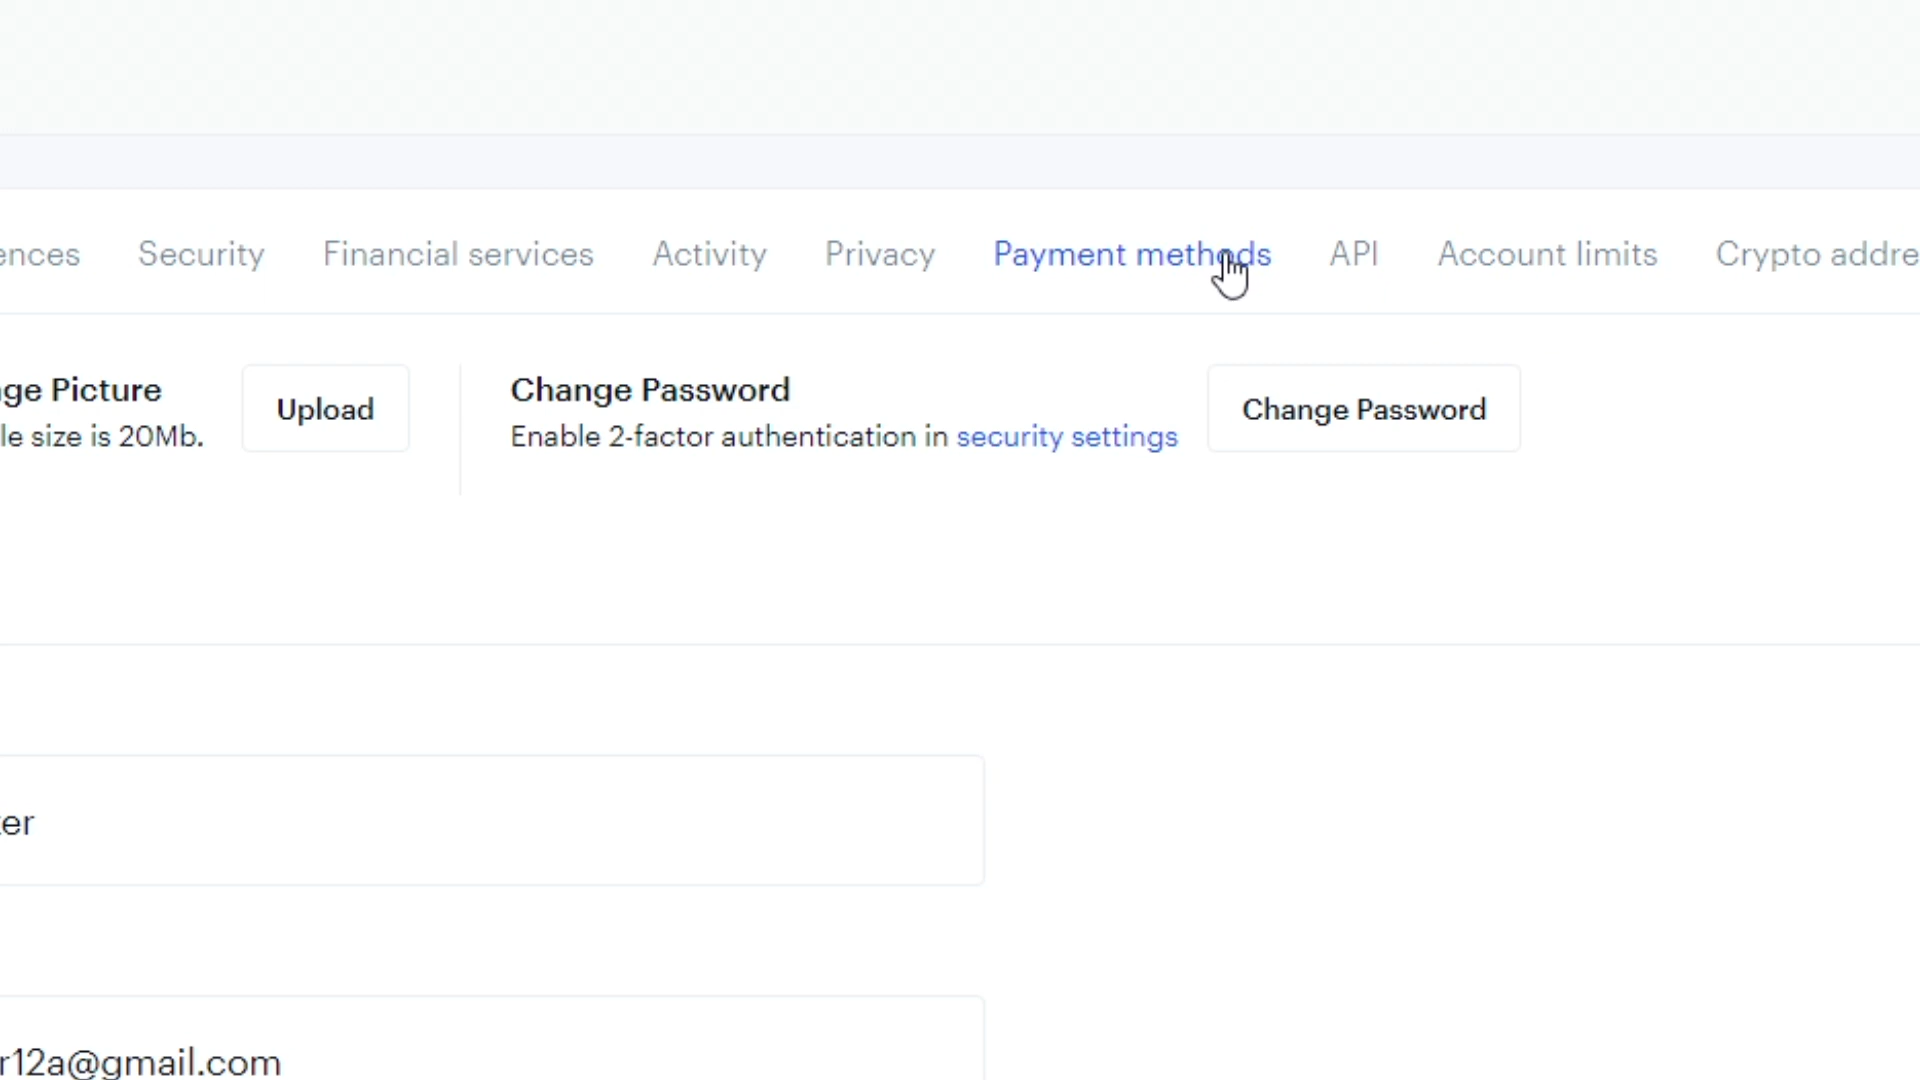 ences Security Financial services Activity Privacy Payment methods API Account limits Crypto addre
ge Picture
le size is 20Mb.
Upload
Change Password
Enable 2-factor authentication in security settings
Change Password
er
r12a@gmail.com